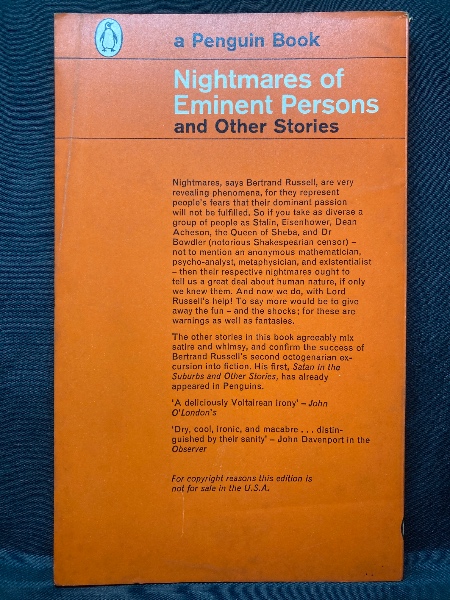 a Penguin Book
Nightmares of
Eminent Persons
and Other Stories
Nightmares, says Bertrand Russell, are very
revealing phenomena, for they represent
people's fears that their dominant passion
will not be fulfilled. So if you take as diverse a
group of people as Stalin, Eisenhower, Dean
Acheson, the Queen of Sheba, and Dr
Bowdler (notorious Shakespearian censor) –
not to mention an anonymous mathematician,
psycho-analyst, metaphysician, and existentialist
– then their respective nightmares ought to
tell us a great deal about human nature, if only
we knew them. And now we do, with Lord
Russell's help! To say more would be to give
away the fun – and the shocks; for these are
warnings as well as fantasies.
The other stories in this book agreeably mix
satire and whimsy, and confirm the success of
Bertrand Russell's second octogenarian ex-
cursion into fiction. His first, Satan in the
Suburbs and Other Stories, has already
appeared in Penguins.
'A deliciously Voltairean irony' – John
O'London's
'Dry, cool, ironic, and macabre . . . distin-
guished by their sanity' – John Davenport in the
Observer
For copyright reasons this edition is
not for sale in the U.S.A.